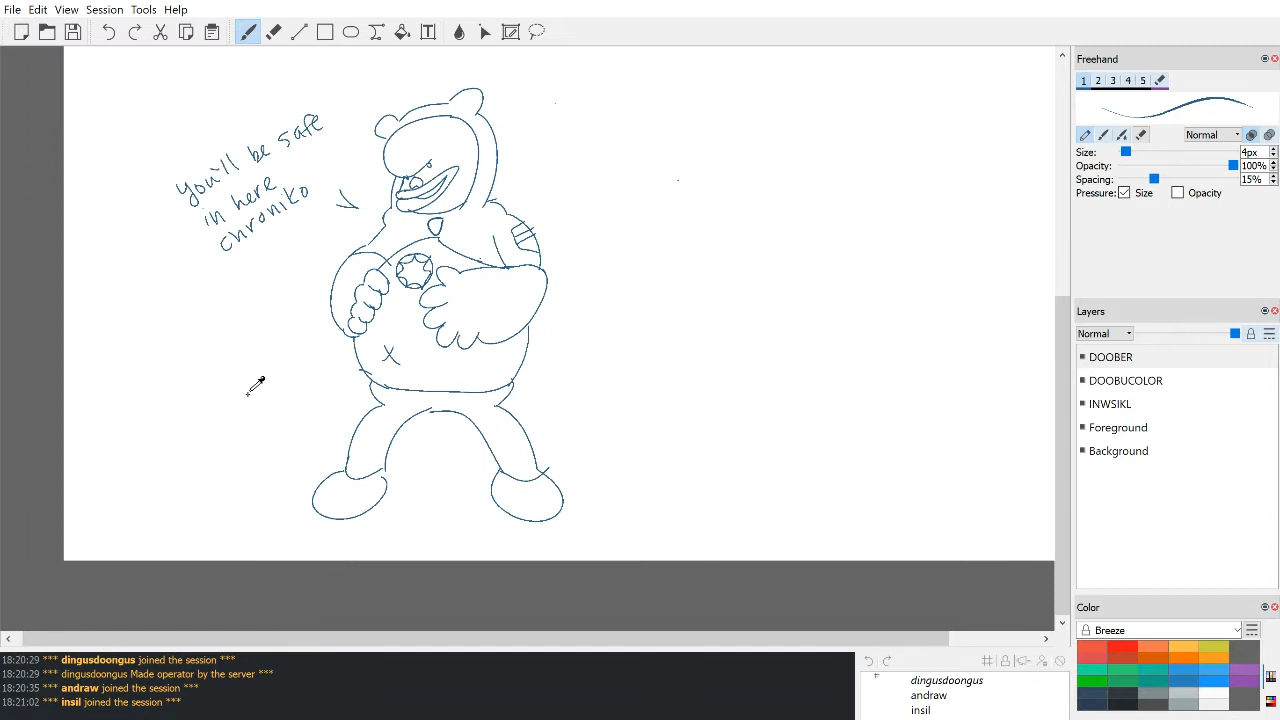 File Edit View Session Tools Help
Freehand
1 2 3 4 5
Normal
Size: 4px
Opacity: 100%
Spacing: 15%
Pressure: Size Opacity
you'll be safe
in here
chroniko
Layers
Normal
DOOBER
DOOBUCOLOR
INWSIKL
Foreground
Background
Color
Breeze
18:20:29 *** dingusdoongus joined the session ***
18:20:29 *** dingusdoongus Made operator by the server ***
18:20:35 *** andraw joined the session ***
18:21:02 *** insil joined the session ***
dingusdoongus
andraw
insil